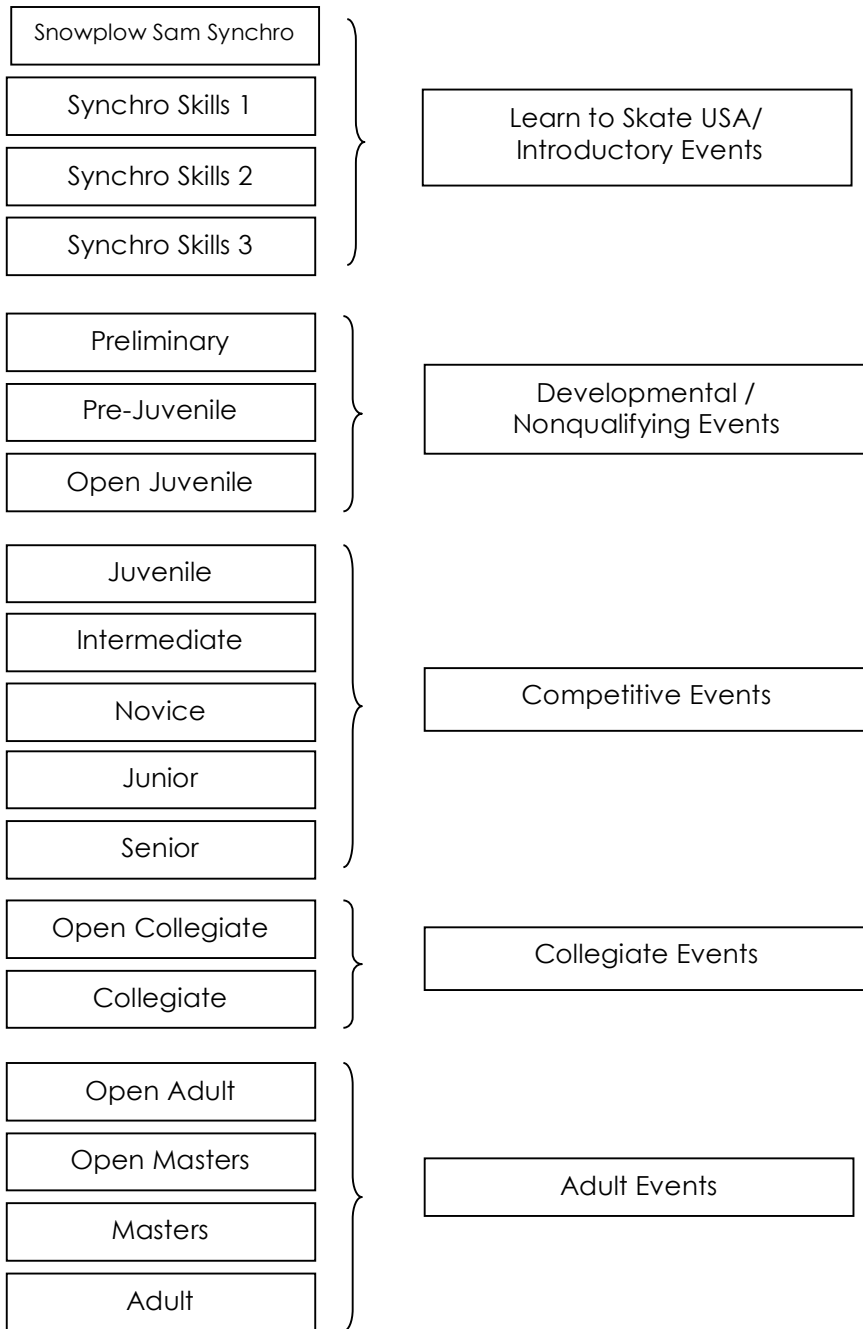 Snowplow Sam Synchro
Synchro Skills 1
Synchro Skills 2
Synchro Skills 3
Learn to Skate USA/
Introductory Events
Preliminary
Pre-Juvenile
Open Juvenile
Developmental /
Nonqualifying Events
Juvenile
Intermediate
Novice
Junior
Senior
Competitive Events
Open Collegiate
Collegiate
Collegiate Events
Open Adult
Open Masters
Masters
Adult
Adult Events